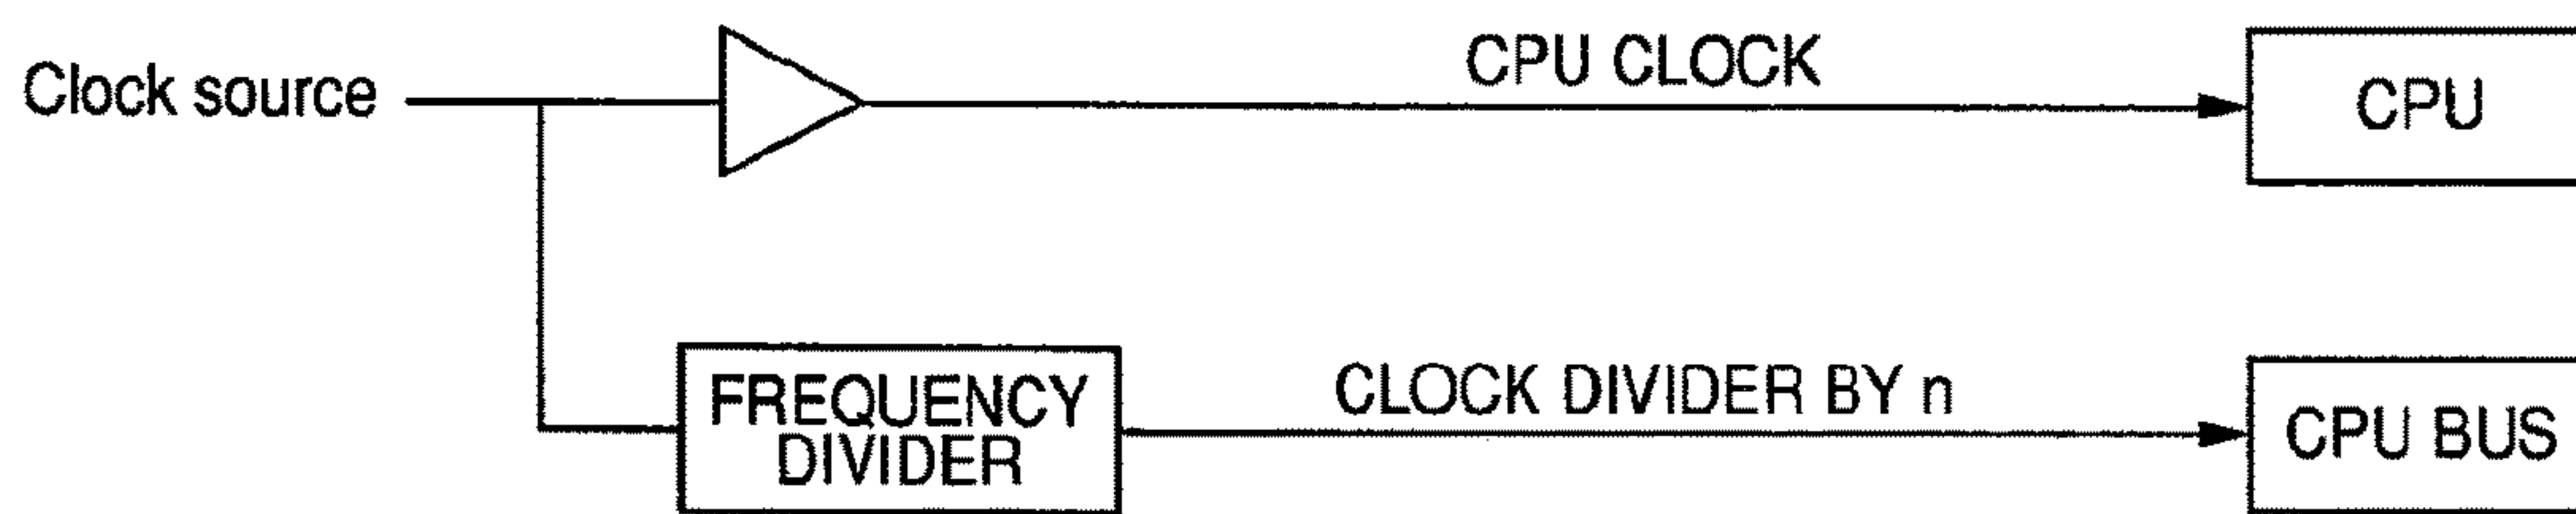 Clock source
CPU CLOCK
CPU
FREQUENCY
DIVIDER
CLOCK DIVIDER BY n
CPU BUS